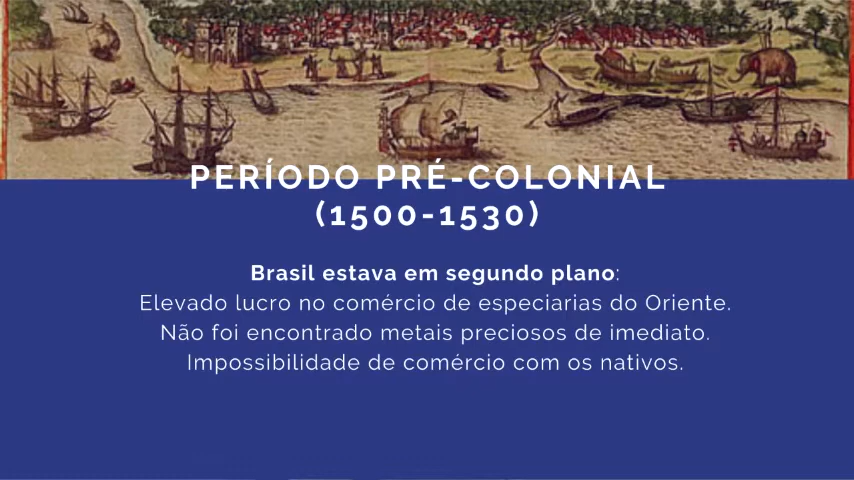 PERÍODO PRÉ-COLONIAL
(1500-1530)
Brasil estava em segundo plano:
Elevado lucro no comércio de especiarias do Oriente.
Não foi encontrado metais preciosos de imediato.
Impossibilidade de comércio com os nativos.